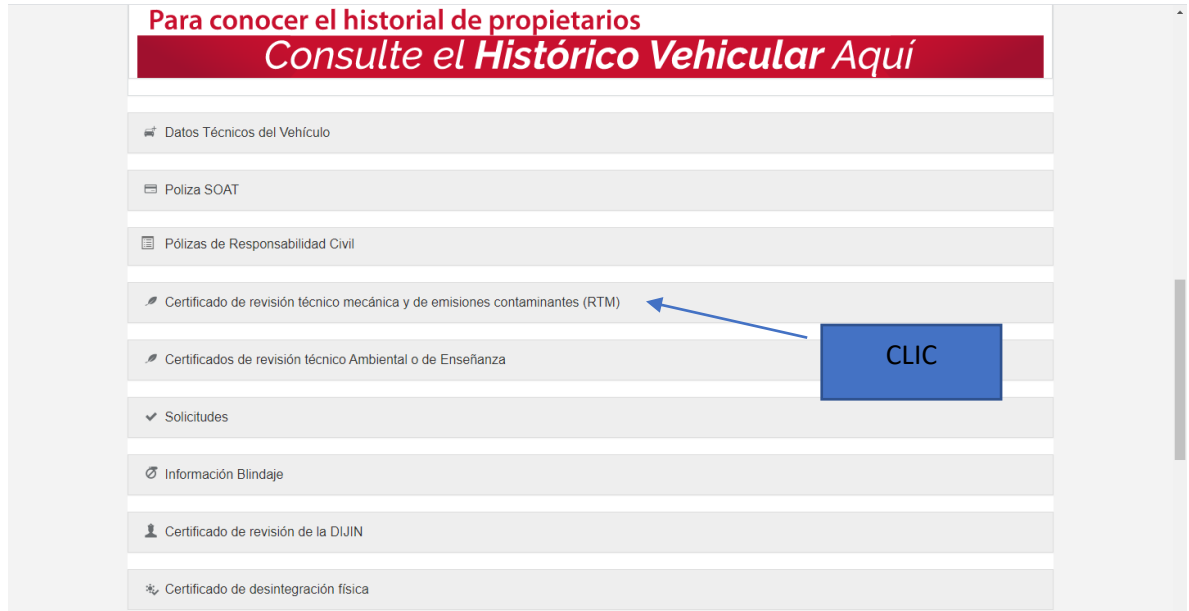 Para conocer el historial de propietarios
Consulte el Histórico Vehicular Aquí
Datos Técnicos del Vehículo
Poliza SOAT
Pólizas de Responsabilidad Civil
Certificado de revisión técnico mecánica y de emisiones contaminantes (RTM)
CLIC
Certificados de revisión técnico Ambiental o de Enseñanza
Solicitudes
Información Blindaje
Certificado de revisión de la DIJIN
Certificado de desintegración física